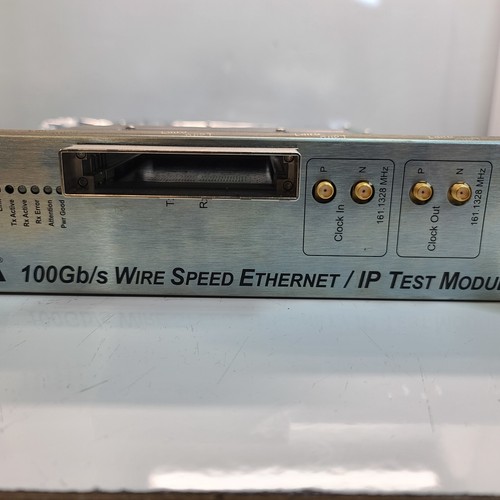 Tx Active
Rx Active
Rx Error
Attention
Pwr Good
P
N
Clock In
161.1328 MHz
P
N
Clock Out
161.1328 MHz
100Gb/s WIRE SPEED ETHERNET / IP TEST MODU